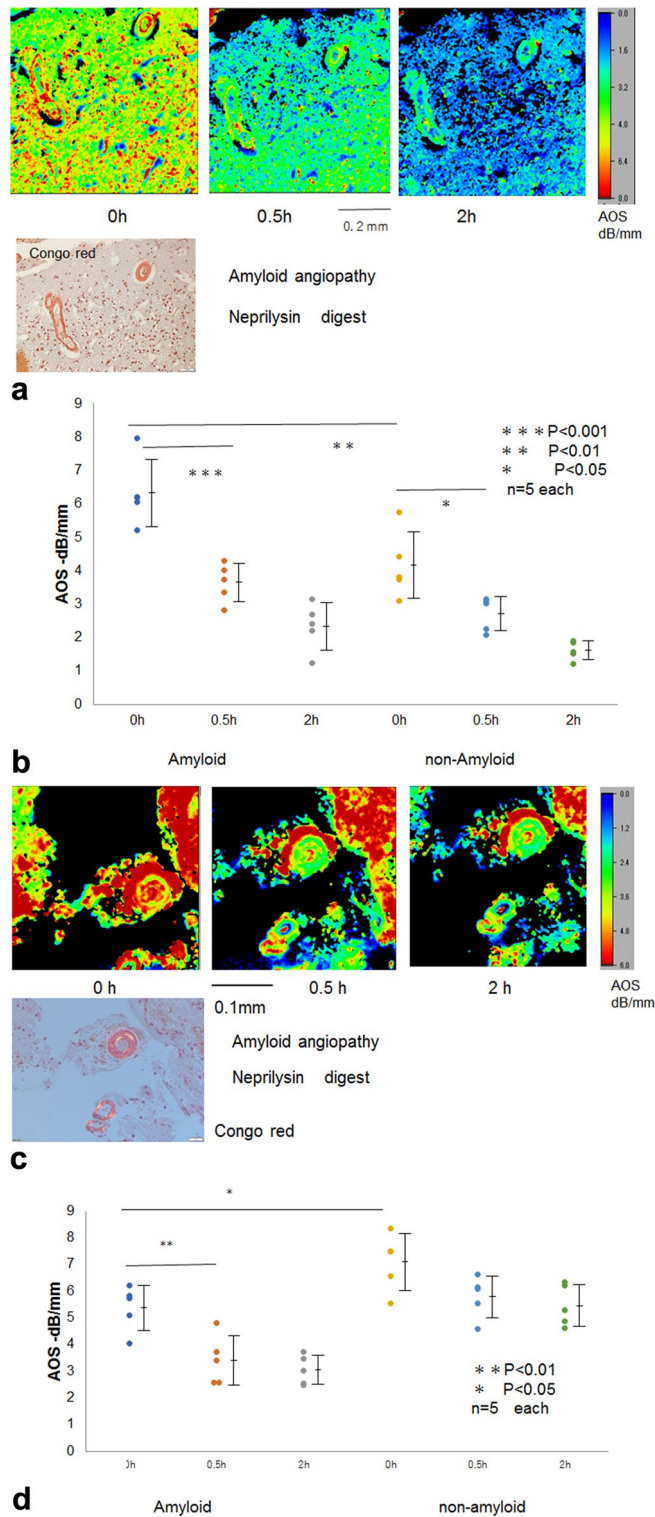 0.0
1.6
3.2
4.8
6.4
8.0
0h 0.5h 2h
0.2 mm
AOS
dB/mm
Congo red
Amyloid angiopathy
Neprilysin digest
a
9
8
7
6
5
4
3
2
1
0
AOS -dB/mm
***
**
*
***P<0.001
** P<0.01
* P<0.05
n=5 each
0h 0.5h 2h 0h 0.5h 2h
Amyloid non-Amyloid
b
0.0
1.2
2.4
3.6
4.8
6.0
0 h 0.5 h 2 h
0.1mm
AOS
dB/mm
Amyloid angiopathy
Neprilysin digest
Congo red
c
9
8
7
6
5
4
3
2
1
0
AOS -dB/mm
*
**
**P<0.01
* P<0.05
n=5 each
0h 0.5h 2h 0h 0.5h 2h
Amyloid non-amyloid
d